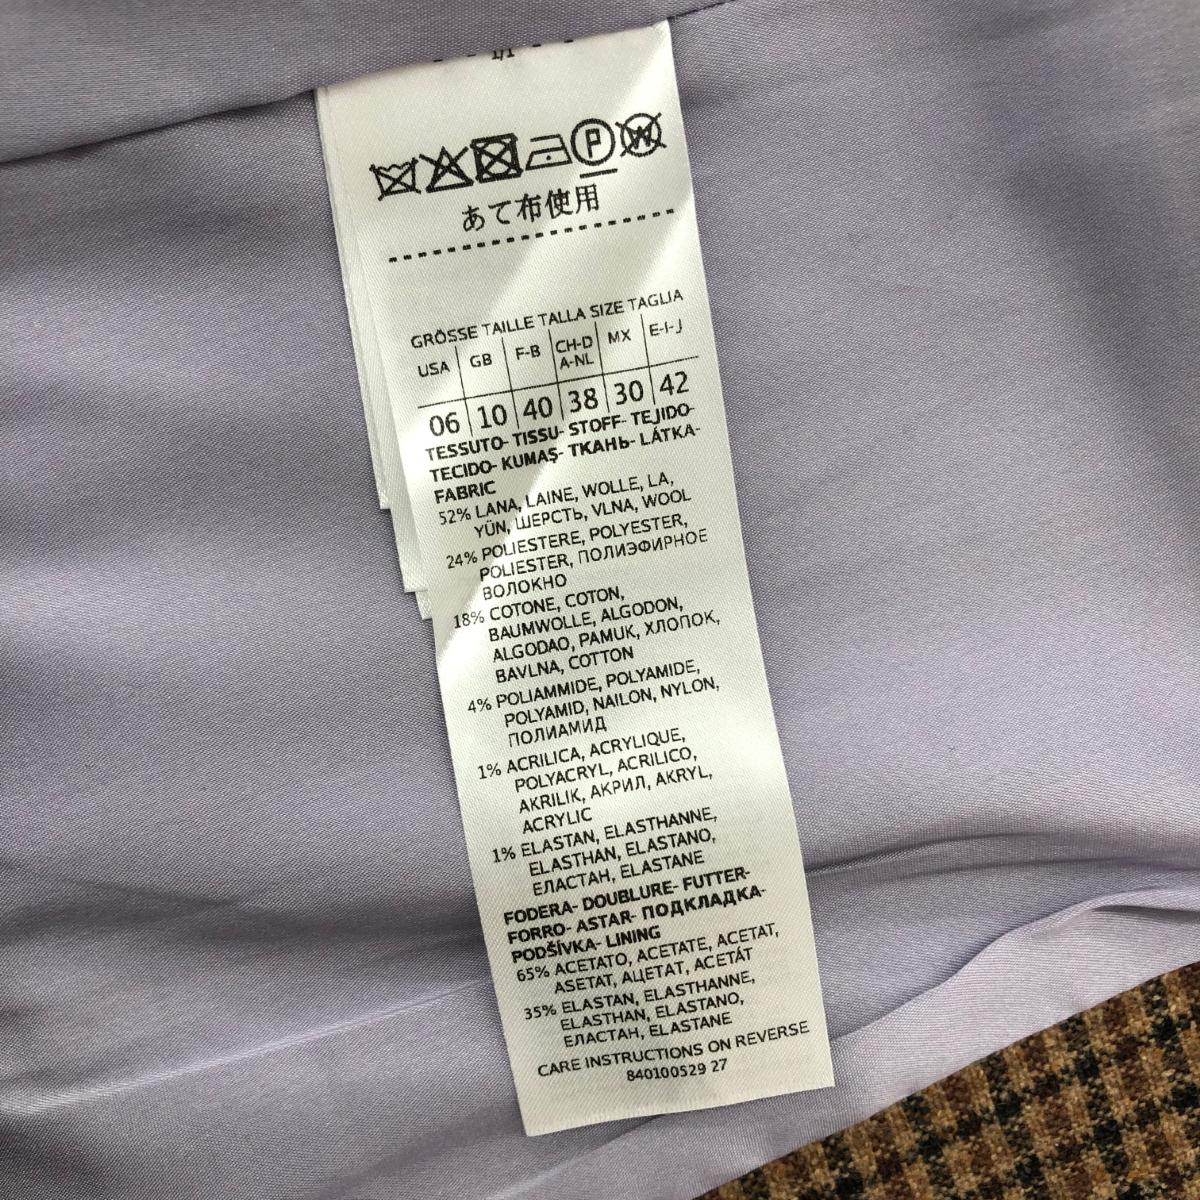 1/1
P
W
あて布使用
GRÖSSE TAILLE TALLA SIZE TAGLIA
USA GB F-B CH-D A-NL MX E-I-J
06 10 40 38 30 42
TESSUTO- TISSU- STOFF- TEJIDO-
TECIDO- KUMAŞ- ТКАНЬ- LÁTKA-
FABRIC
52% LANA, LAINE, WOLLE, LA,
YÜN, ШЕРСТЬ, VLNA, WOOL
24% POLIESTERE, POLYESTER,
POLIESTER, ПОЛИЭФИРНОЕ
ВОЛОКНО
18% COTONE, COTON,
BAUMWOLLE, ALGODON,
ALGODAO, PAMUK, ХЛОПОК,
BAVLNA, COTTON
4% POLIAMMIDE, POLYAMIDE,
POLYAMID, NAILON, NYLON,
ПОЛИАМИД
1% ACRILICA, ACRYLIQUE,
POLYACRYL, ACRILICO,
AKRILIK, АКРИЛ, AKRYL,
ACRYLIC
1% ELASTAN, ELASTHANNE,
ELASTHAN, ELASTANO,
ЕЛАСТАН, ELASTANE
FODERA- DOUBLURE- FUTTER-
FORRO- ASTAR- ПОДКЛАДКА-
PODŠÍVKA- LINING
65% ACETATO, ACETATE, ACETAT,
ASETAT, АЦЕТАТ, ACETÁT
35% ELASTAN, ELASTHANNE,
ELASTHAN, ELASTANO,
ЕЛАСТАН, ELASTANE
CARE INSTRUCTIONS ON REVERSE
840100529 27